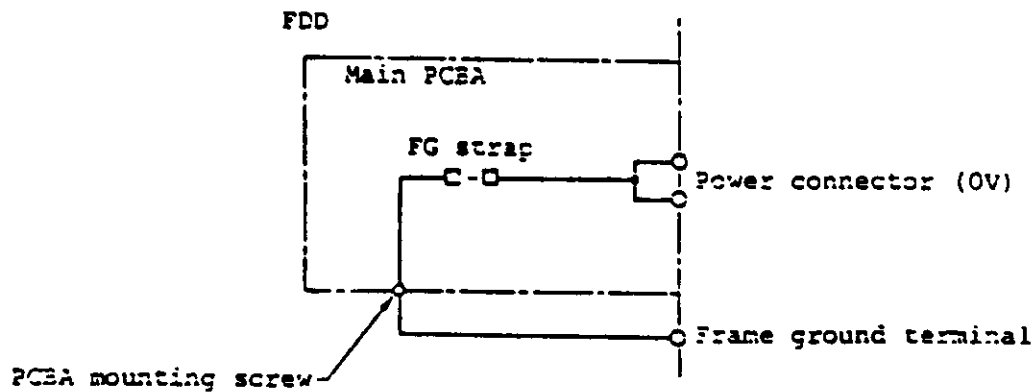 FDD
Main PCBA
FG strap
Power connector (0V)
Frame ground terminal
PCBA mounting screw